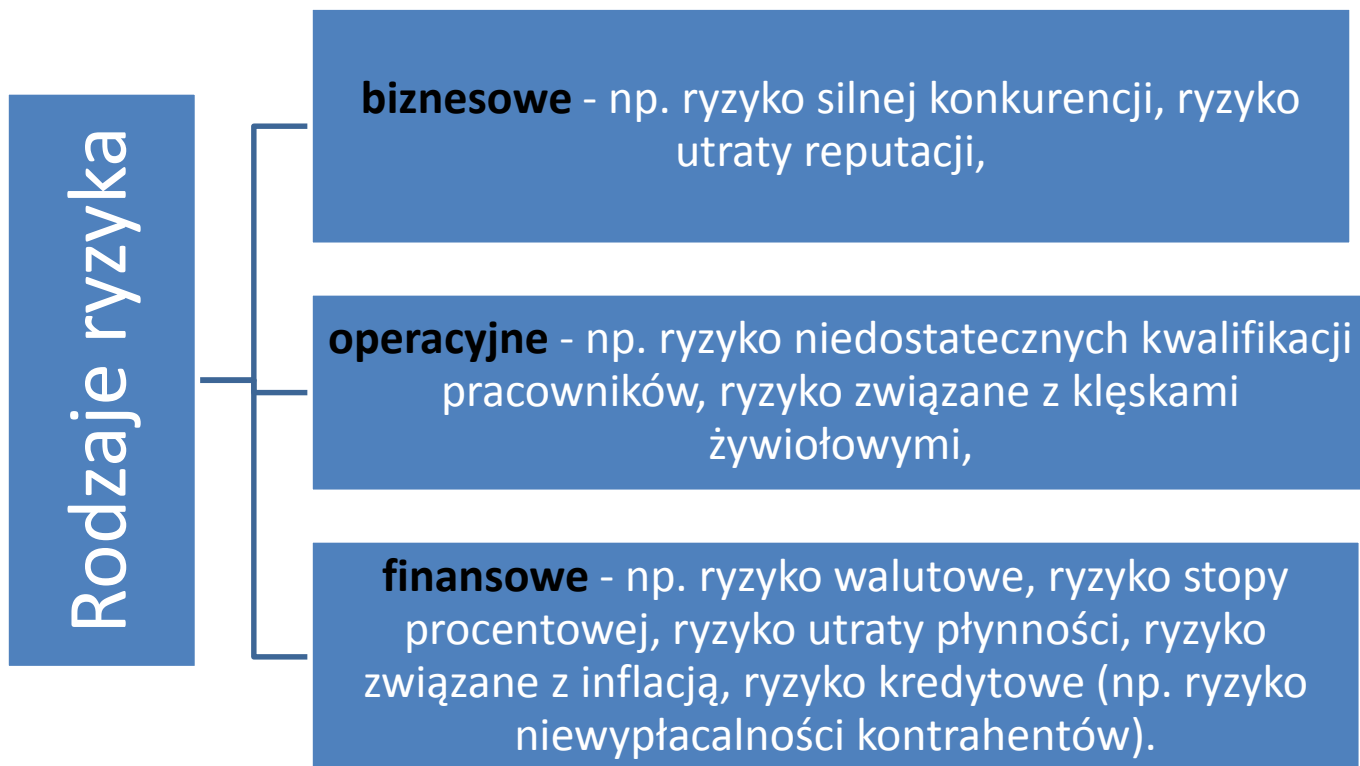 Rodzaje ryzyka
biznesowe - np. ryzyko silnej konkurencji, ryzyko
utraty reputacji,
operacyjne - np. ryzyko niedostatecznych kwalifikacji
pracowników, ryzyko związane z klęskami
żywiołowymi,
finansowe - np. ryzyko walutowe, ryzyko stopy
procentowej, ryzyko utraty płynności, ryzyko
związane z inflacją, ryzyko kredytowe (np. ryzyko
niewypłacalności kontrahentów).